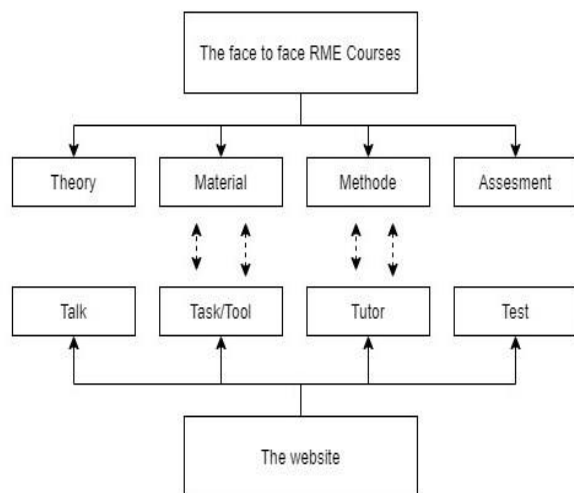 The face to face RME Courses
Theory
Material
Methode
Assesment
Talk
Task/Tool
Tutor
Test
The website